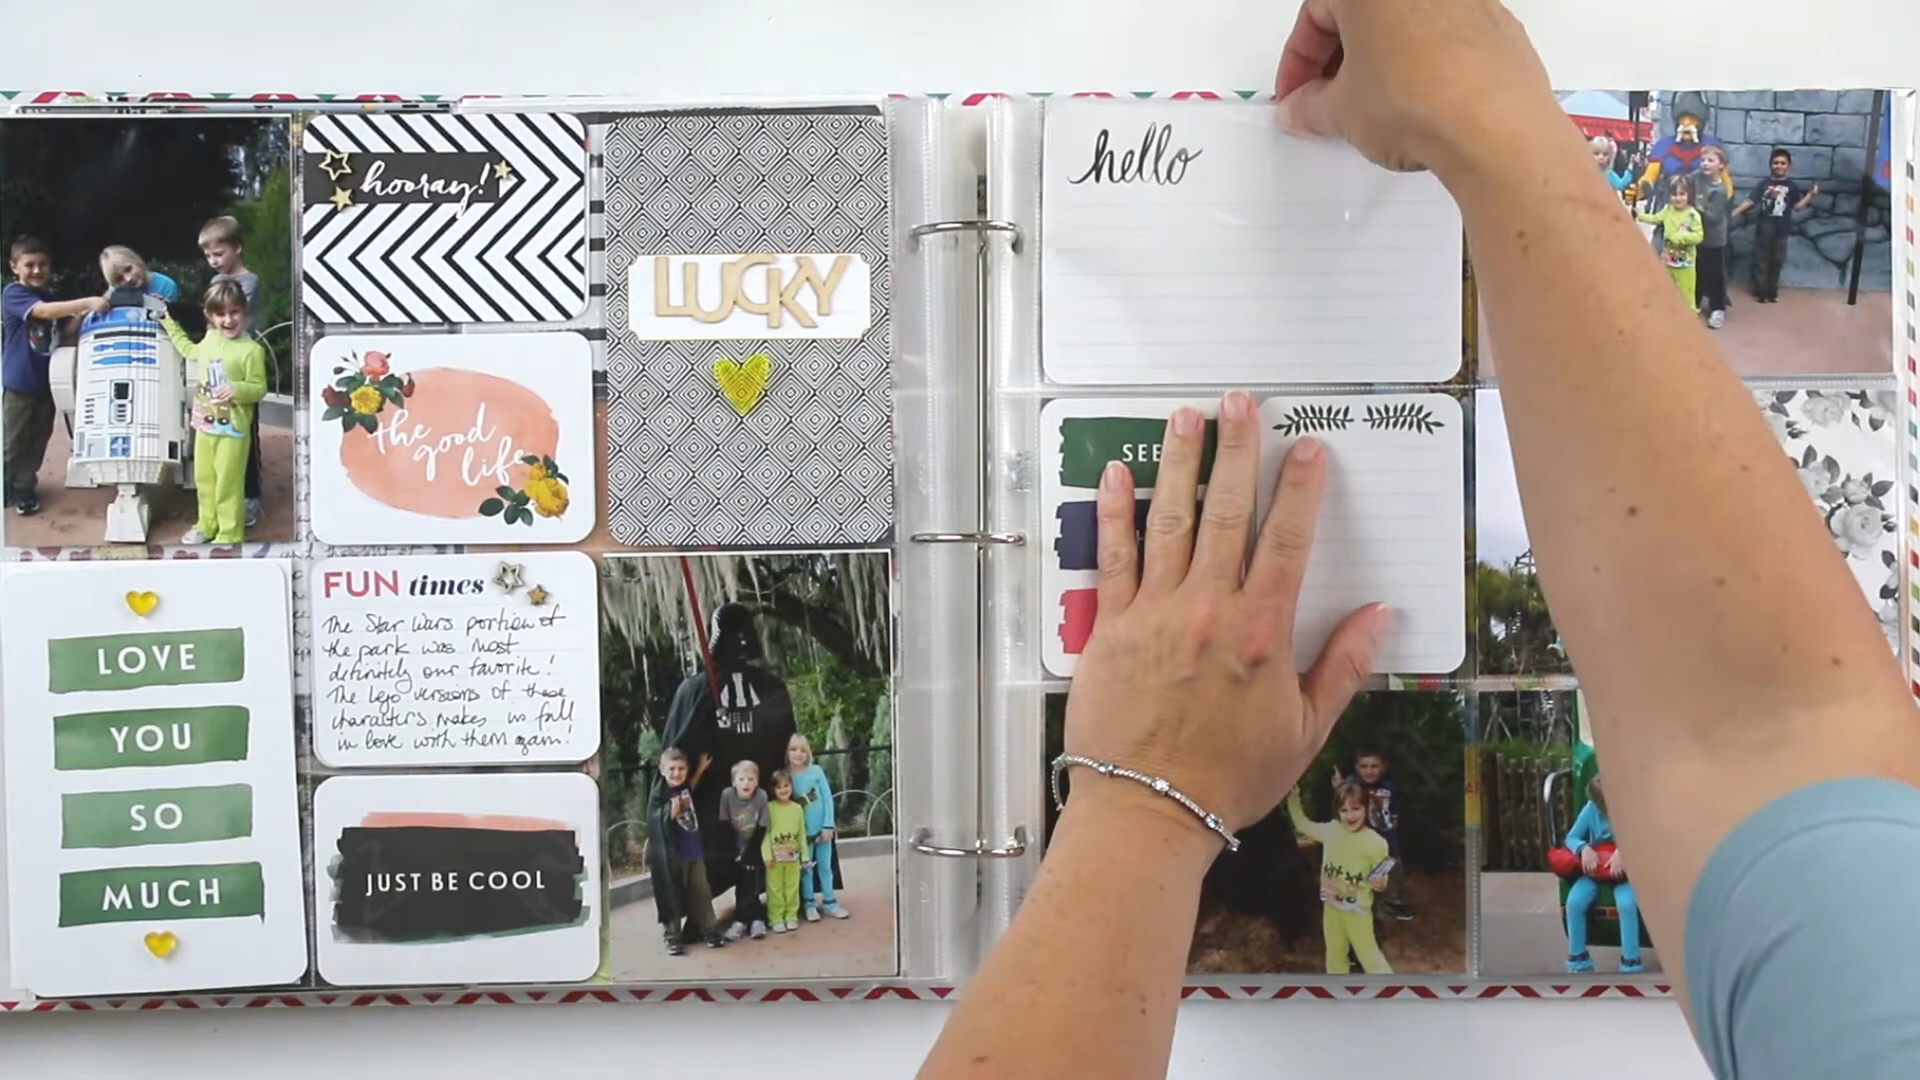 hooray!
the good
life
LUCKY
FUN times
The Star Wars portion of
the park was most
definitely our favorite!
The lego versions of these
characters makes us fall
in love with them again!
LOVE
YOU
SO
MUCH
JUST BE COOL
hello
SEE